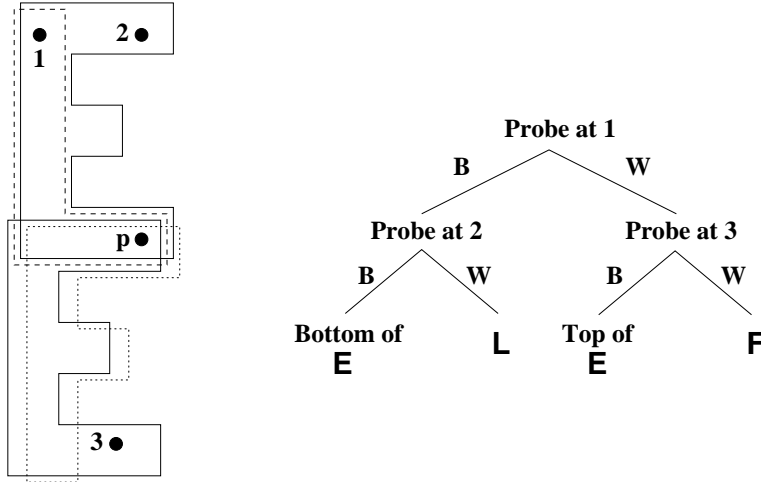 1
2
p
3
Probe at 1
B
W
Probe at 2
Probe at 3
B
W
B
W
Bottom of
E
L
Top of
E
F